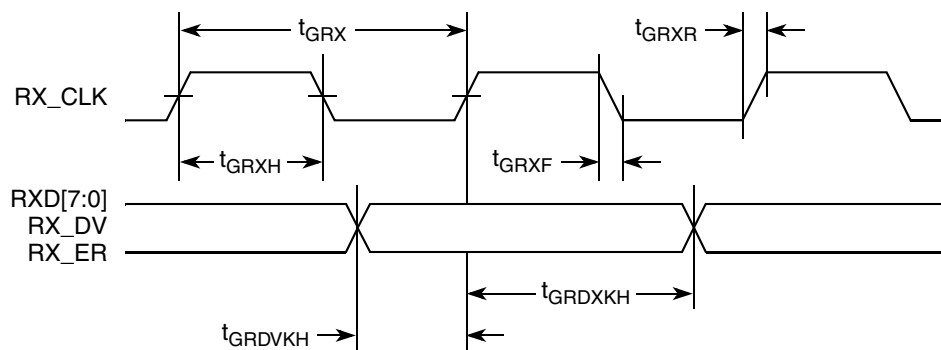 tGRX
tGRXR
RX_CLK
tGRXH
tGRXF
RXD[7:0]
RX_DV
RX_ER
tGRDXKH
tGRDVKH